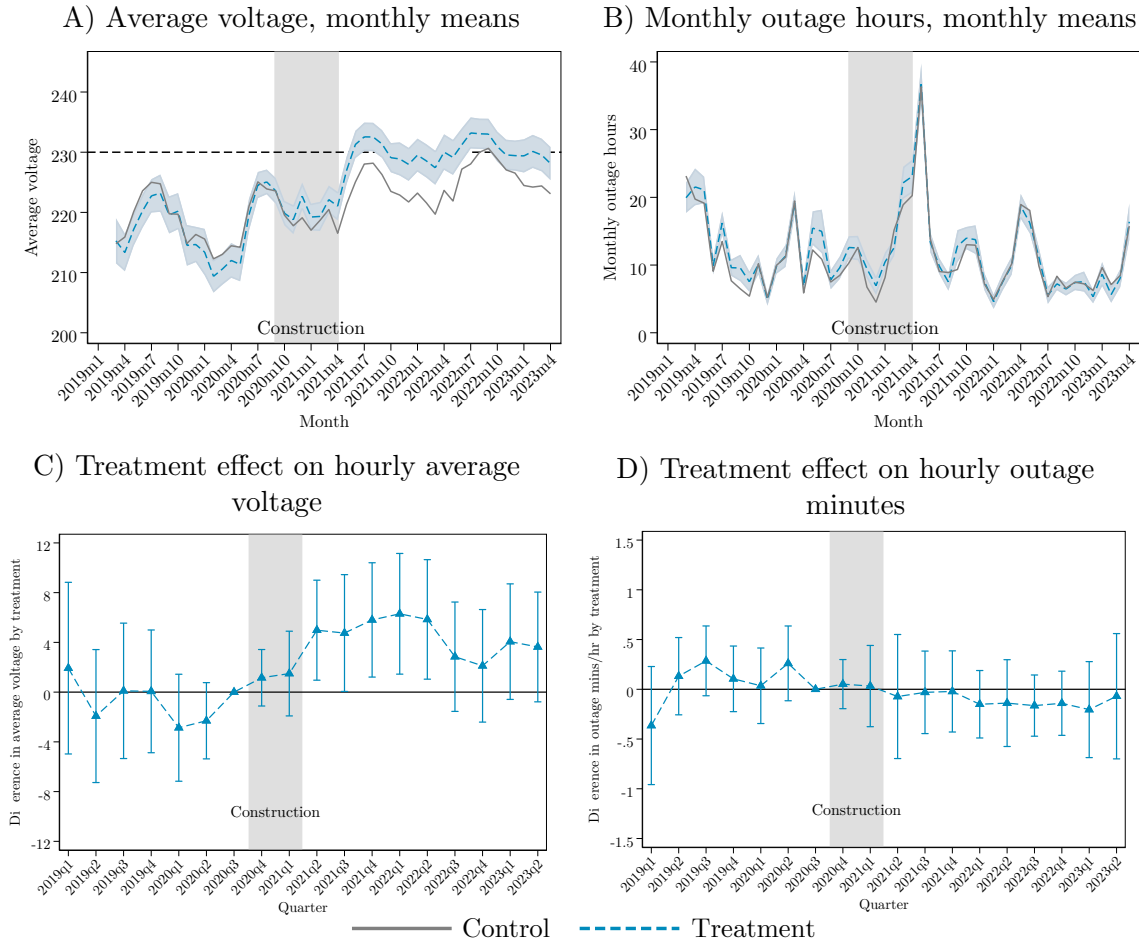 A) Average voltage, monthly means
Average voltage
240
230
220
210
200
Construction
2019m1
2019m4
2019m7
2019m10
2020m1
2020m4
2020m7
2020m10
2021m1
2021m4
2021m7
2021m10
2022m1
2022m4
2022m7
2022m10
2023m1
2023m4
Month
B) Monthly outage hours, monthly means
Monthly outage hours
40
30
20
10
0
Construction
2019m1
2019m4
2019m7
2019m10
2020m1
2020m4
2020m7
2020m10
2021m1
2021m4
2021m7
2021m10
2022m1
2022m4
2022m7
2022m10
2023m1
2023m4
Month
C) Treatment effect on hourly average
voltage
Di erence in average voltage by treatment
12
8
4
0
-4
-8
-12
Construction
2019q1
2019q2
2019q3
2019q4
2020q1
2020q2
2020q3
2020q4
2021q1
2021q2
2021q3
2021q4
2022q1
2022q2
2022q3
2022q4
2023q1
2023q2
Quarter
D) Treatment effect on hourly outage
minutes
Di erence in outage mins/hr by treatment
1.5
1
.5
0
-.5
-1
-1.5
Construction
2019q1
2019q2
2019q3
2019q4
2020q1
2020q2
2020q3
2020q4
2021q1
2021q2
2021q3
2021q4
2022q1
2022q2
2022q3
2022q4
2023q1
2023q2
Quarter
Control
Treatment